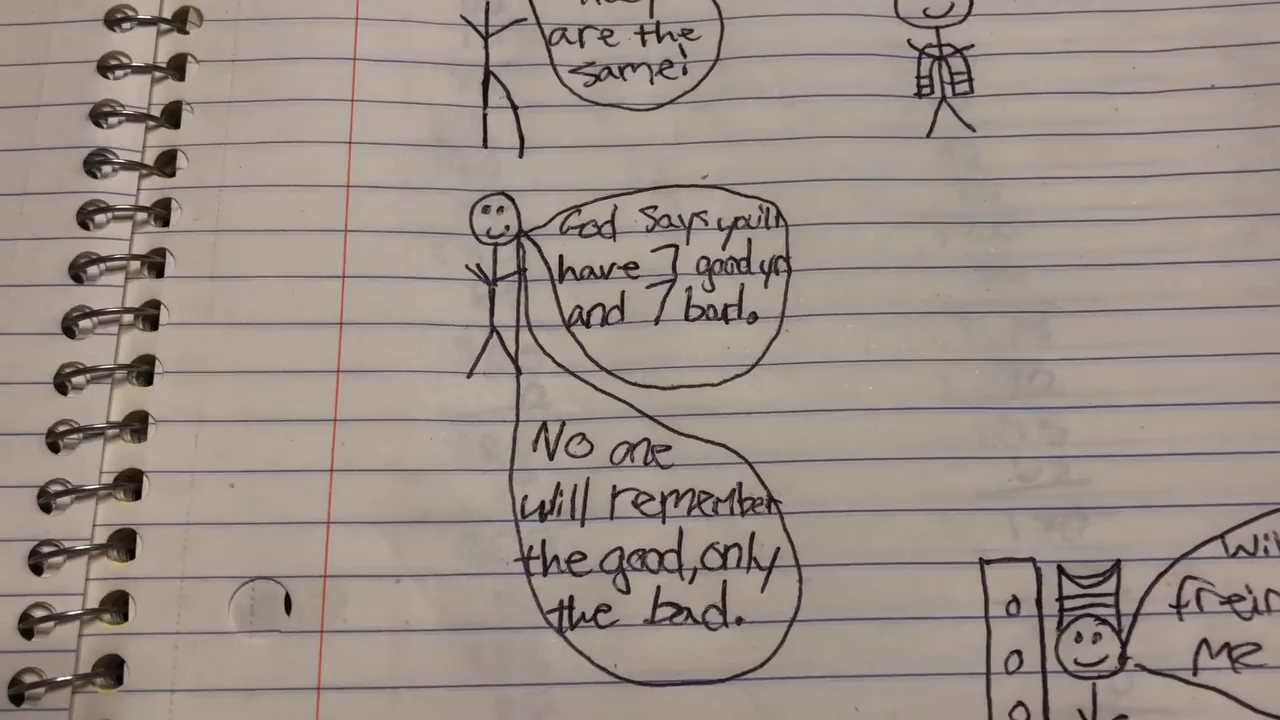 are the
same!
God says you'll
have 7 good yr
and 7 bad.
No one
will remember
the good, only
the bad.
me